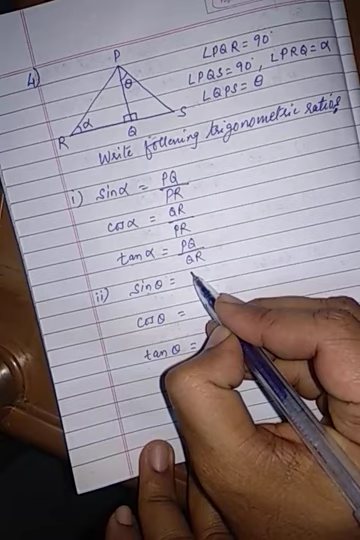 4)
P
θ
α
R
Q
S
∟PQR = 90°
∟PQS = 90°, ∟PRQ = α
∟QPS = θ
Write following trigonometric ratios
i) sinα = PQ/PR
cosα = QR/PR
tanα = PQ/QR
ii) sinθ =
cosθ =
tanθ =